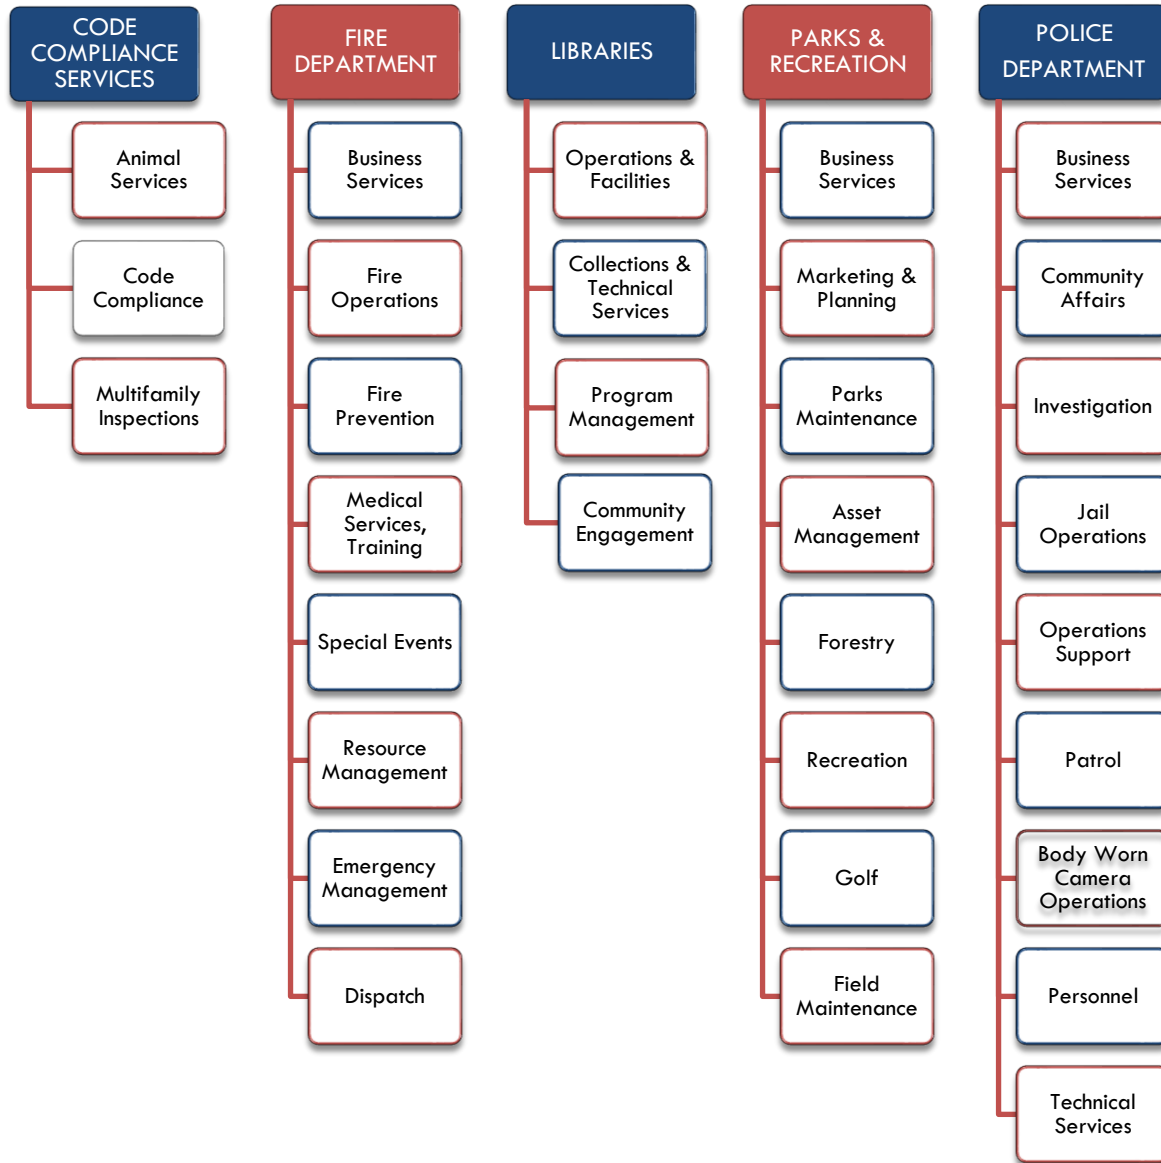 CODE
COMPLIANCE
SERVICES
Animal
Services
Code
Compliance
Multifamily
Inspections
FIRE
DEPARTMENT
Business
Services
Fire
Operations
Fire
Prevention
Medical
Services,
Training
Special Events
Resource
Management
Emergency
Management
Dispatch
LIBRARIES
Operations &
Facilities
Collections &
Technical
Services
Program
Management
Community
Engagement
PARKS &
RECREATION
Business
Services
Marketing &
Planning
Parks
Maintenance
Asset
Management
Forestry
Recreation
Golf
Field
Maintenance
POLICE
DEPARTMENT
Business
Services
Community
Affairs
Investigation
Jail
Operations
Operations
Support
Patrol
Body Worn
Camera
Operations
Personnel
Technical
Services